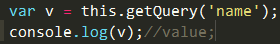 var v = this.getQuery('name');
console.log(v);//value;